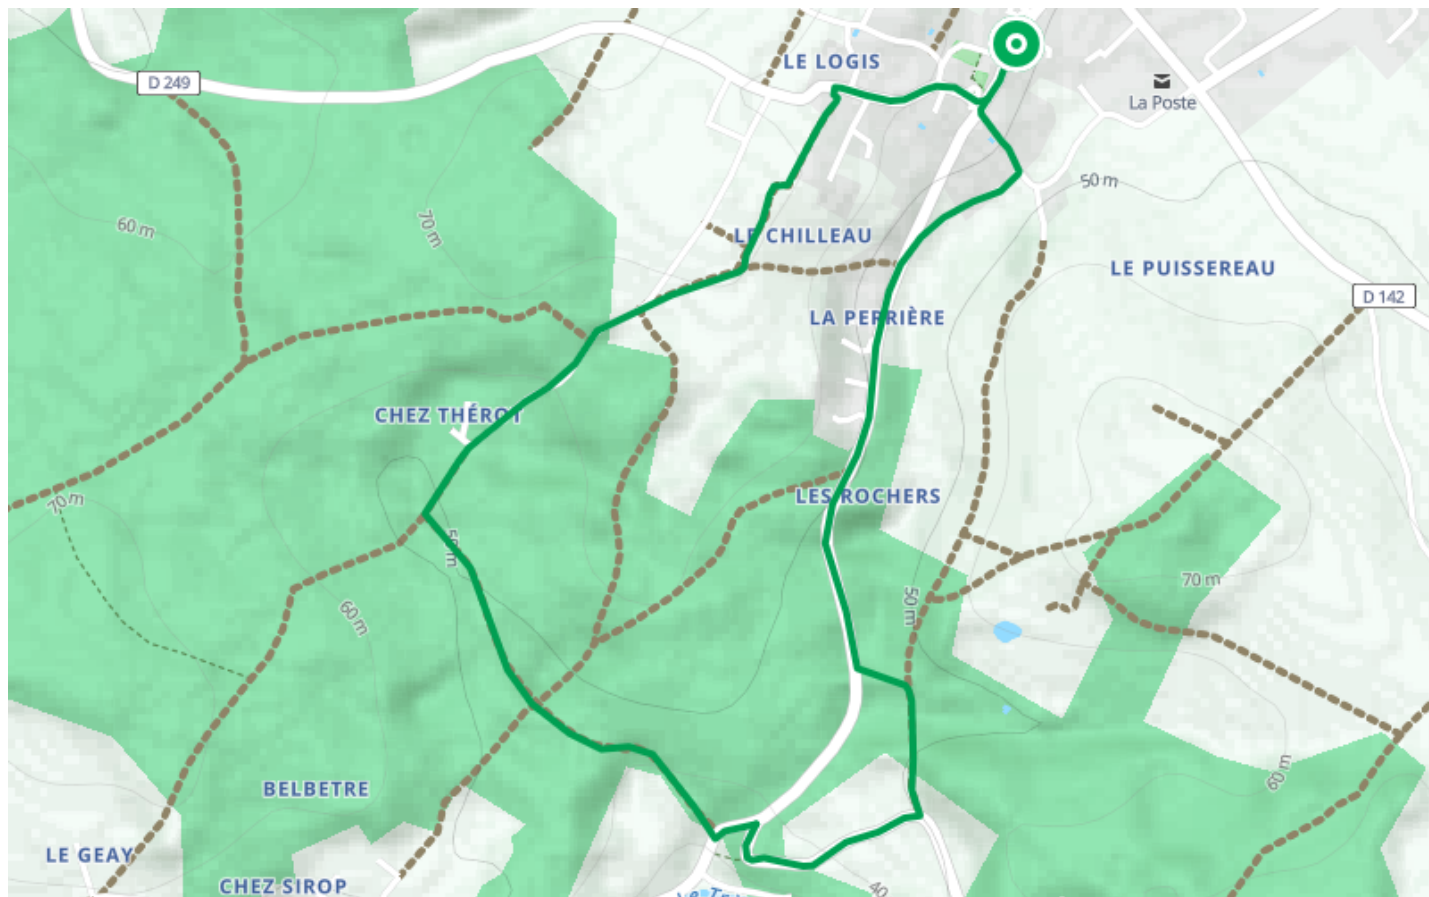 LE LOGIS
D 249
La Poste
50 m
60 m
70 m
LE CHILLEAU
LE PUISSEREAU
D 142
LA PERRIÈRE
CHEZ THÉROT
70 m
LES ROCHERS
50 m
70 m
50 m
60 m
60 m
BELBETRE
LE GEAY
CHEZ SIROP
40